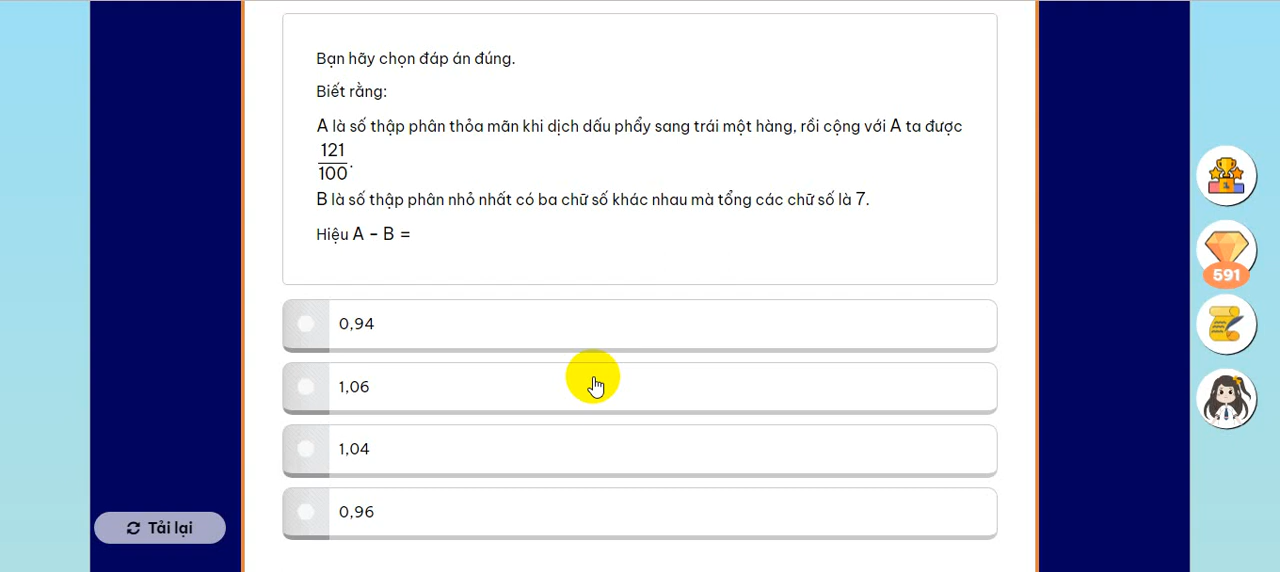 Bạn hãy chọn đáp án đúng.
Biết rằng:
A là số thập phân thỏa mãn khi dịch dấu phẩy sang trái một hàng, rồi cộng với A ta được
121
100.
B là số thập phân nhỏ nhất có ba chữ số khác nhau mà tổng các chữ số là 7.
Hiệu A - B =
0,94
1,06
1,04
0,96
Tải lại
591